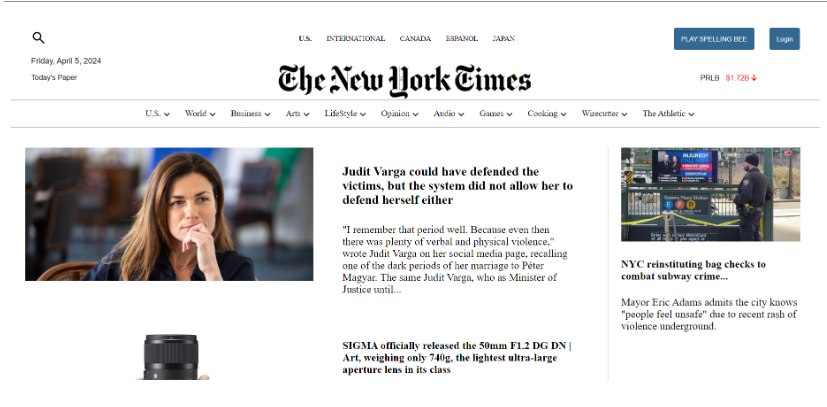 U.S. INTERNATIONAL CANADA ESPANOL JAPAN
PLAY SPELLING BEE
Login
Friday, April 5, 2024
Today's Paper
The New York Times
PRLB $1.72B
U.S. World Business Arts LifeStyle Opinion Audio Games Cooking Wirecutter The Athletic
Judit Varga could have defended the
victims, but the system did not allow her to
defend herself either
"I remember that period well. Because even then
there was plenty of verbal and physical violence,"
wrote Judit Varga on her social media page, recalling
one of the dark periods of her marriage to Péter
Magyar. The same Judit Varga, who as Minister of
Justice until...
SIGMA officially released the 50mm F1.2 DG DN |
Art, weighing only 740g, the lightest ultra-large
aperture lens in its class
INJURED?
Queens Plaza Station
E F R
NYC reinstituting bag checks to
combat subway crime...
Mayor Eric Adams admits the city knows
"people feel unsafe" due to recent rash of
violence underground.